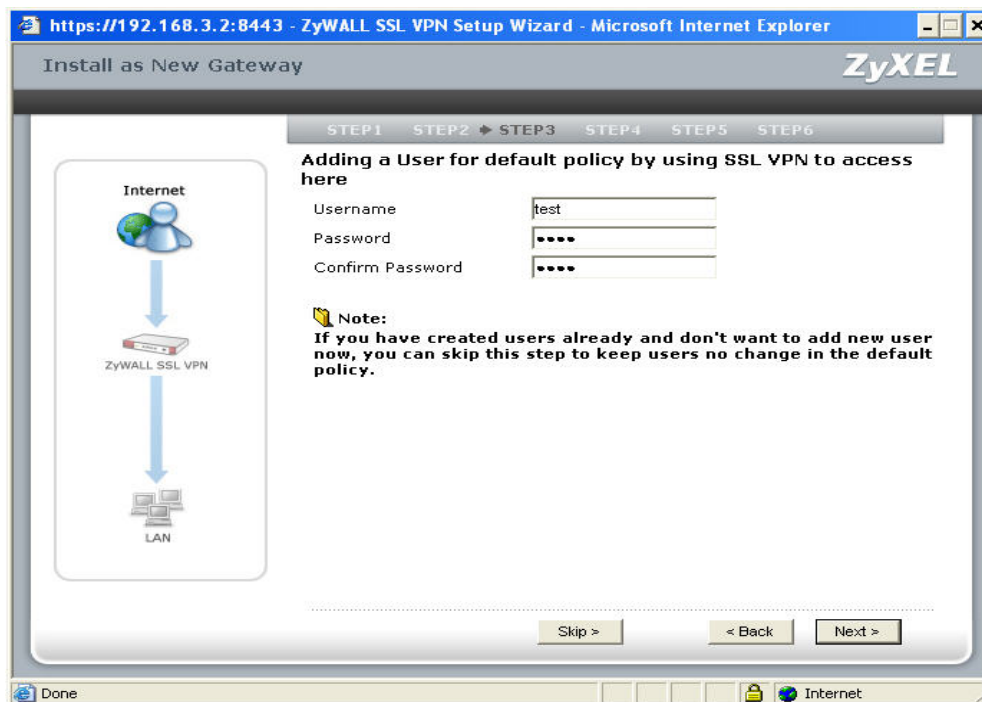 https://192.168.3.2:8443 - ZyWALL SSL VPN Setup Wizard - Microsoft Internet Explorer
Install as New Gateway
ZyXEL
STEP1 STEP2 STEP3 STEP4 STEP5 STEP6
Adding a User for default policy by using SSL VPN to access
here
Internet
Username
test
Password
••••
Confirm Password
••••
Note:
If you have created users already and don't want to add new user
now, you can skip this step to keep users no change in the default
policy.
ZyWALL SSL VPN
LAN
Skip >
< Back
Next >
Done
Internet